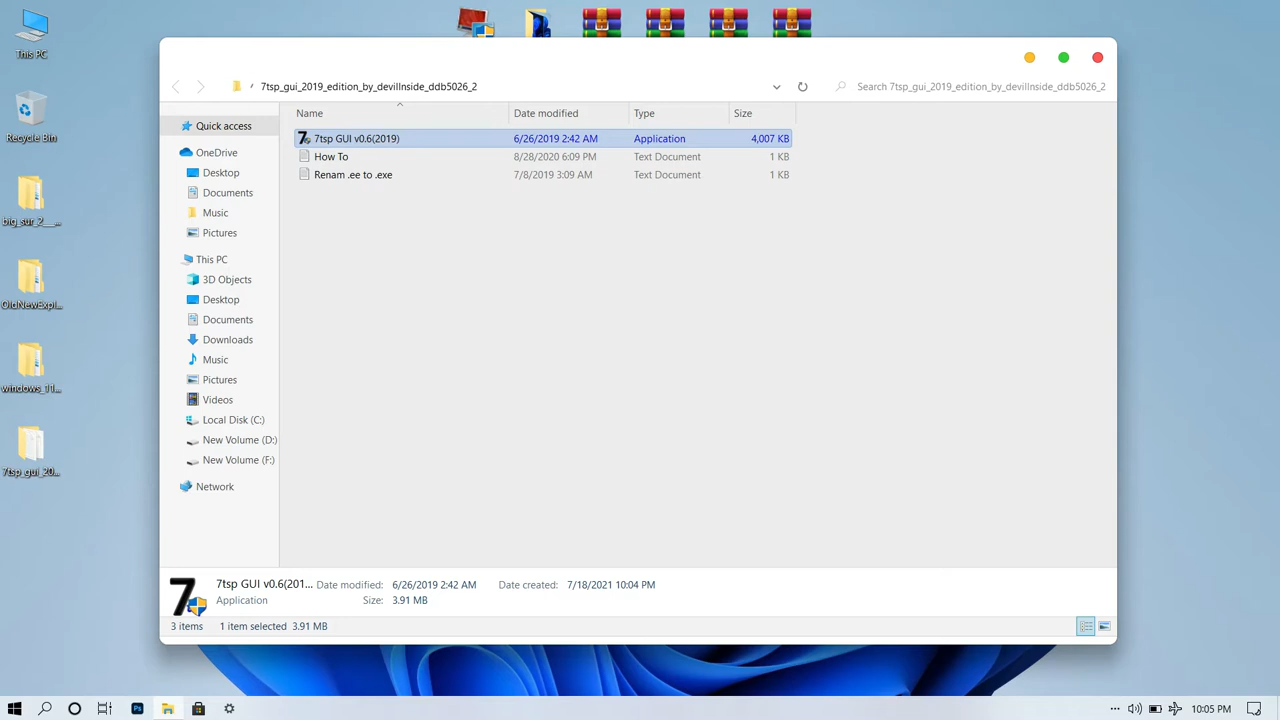 This PC
Recycle Bin
big_sur_2__...
OldNewExpl...
windows_11...
7tsp_gui_20...
7tsp_gui_2019_edition_by_devillnside_ddb5026_2
Search 7tsp_gui_2019_edition_by_devillnside_ddb5026_2
Name Date modified Type Size
7tsp GUI v0.6(2019) 6/26/2019 2:42 AM Application 4,007 KB
How To 8/28/2020 6:09 PM Text Document 1 KB
Renam .ee to .exe 7/8/2019 3:09 AM Text Document 1 KB
Quick access
OneDrive
Desktop
Documents
Music
Pictures
This PC
3D Objects
Desktop
Documents
Downloads
Music
Pictures
Videos
Local Disk (C:)
New Volume (D:)
New Volume (F:)
Network
7
7tsp GUI v0.6(201... Date modified: 6/26/2019 2:42 AM Date created: 7/18/2021 10:04 PM
Application Size: 3.91 MB
3 items 1 item selected 3.91 MB
Ps
10:05 PM